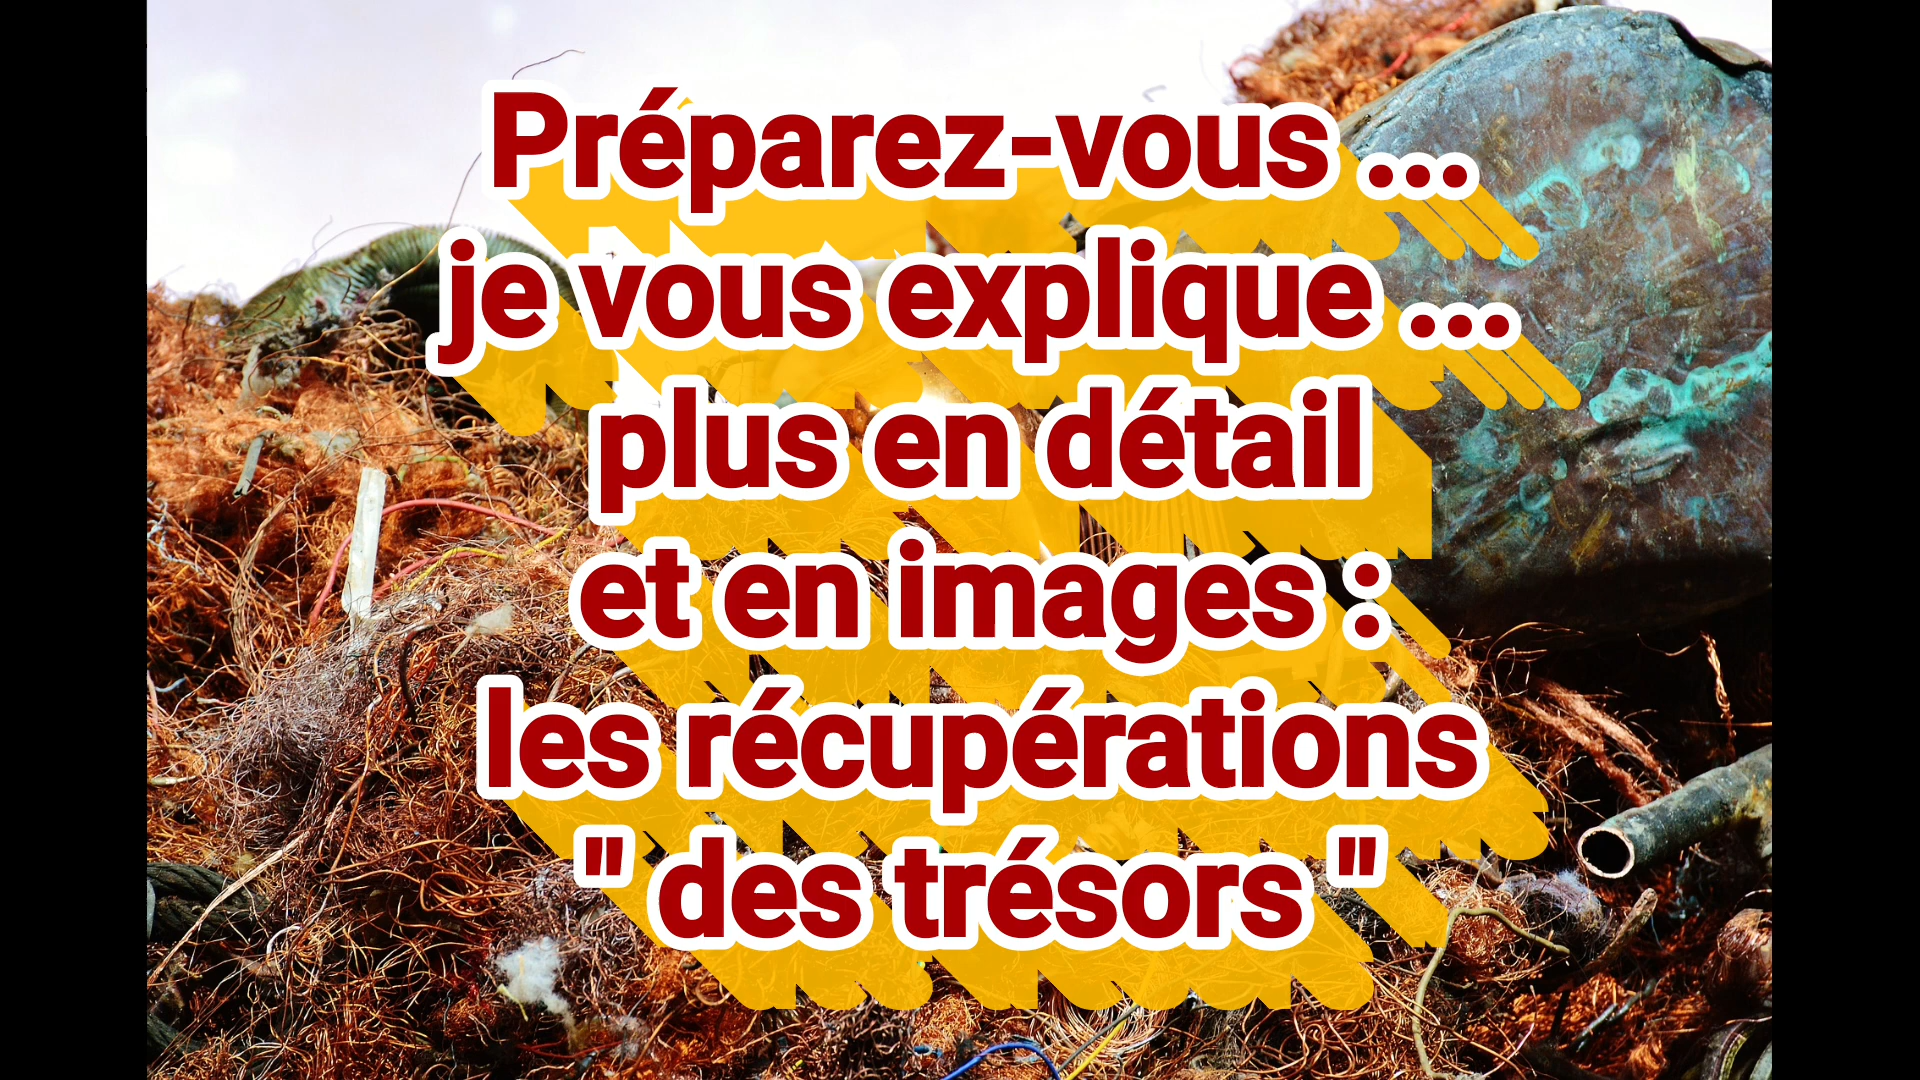 Préparez-vous ...
je vous explique ...
plus en détail
et en images :
les récupérations
" des trésors "